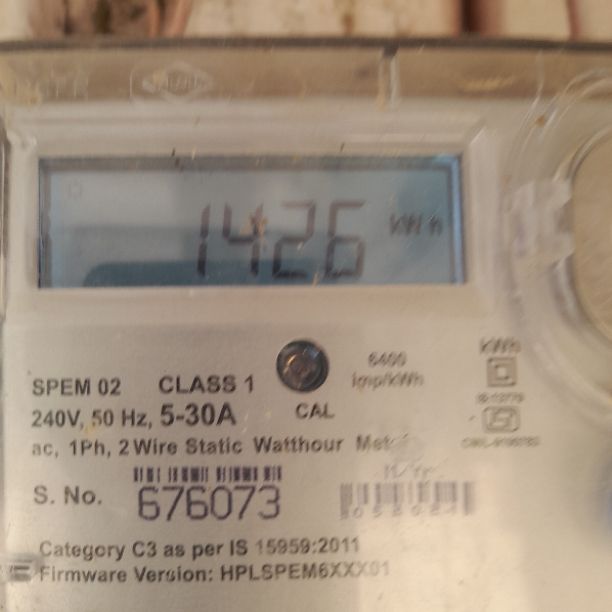 1426 kWh
6400
imp/kWh
kWh
SPEM 02 CLASS 1
240V, 50 Hz, 5-30A
CAL
ac, 1Ph, 2 Wire Static Watthour
S. No.
676073
Category C3 as per IS 15959:2011
Firmware Version: HPLSPEM6XXX01